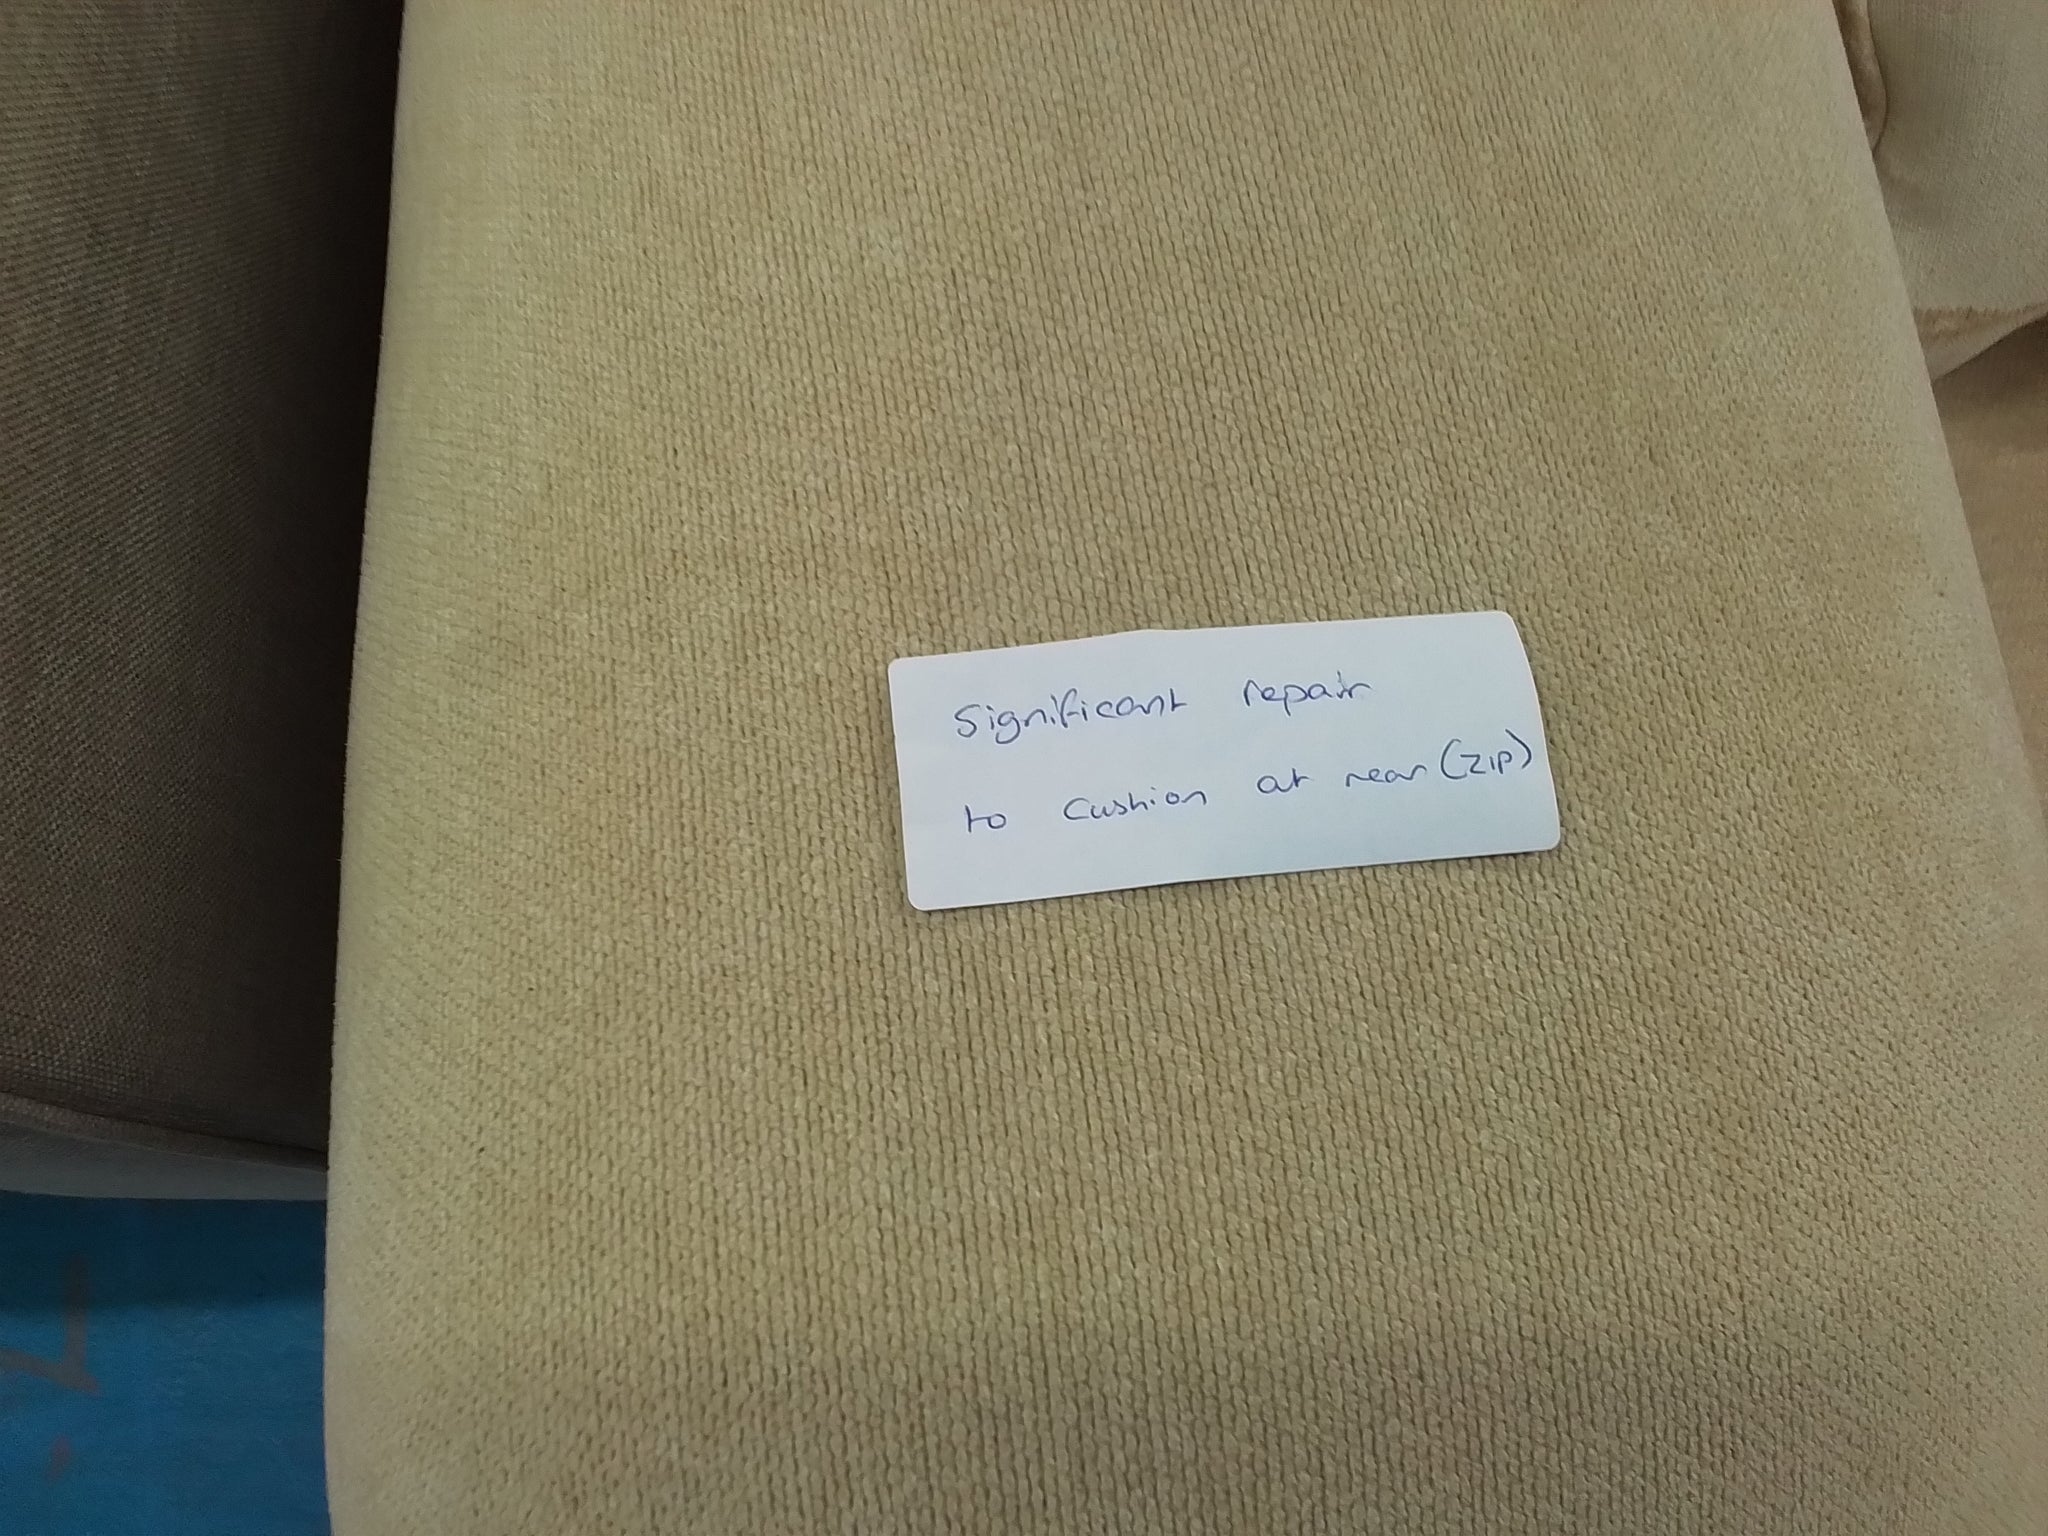 Significant repair
to cushion at rear (ZIP)